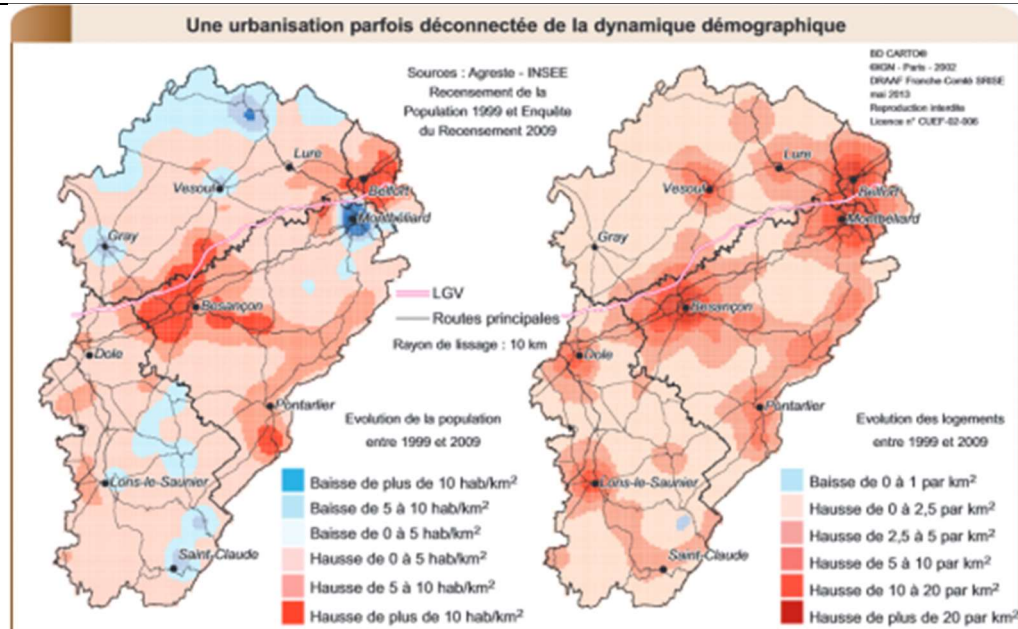 Une urbanisation parfois déconnectée de la dynamique démographique
BD CARTO®
©IGN - Paris - 2002
DRAAF Franche-Comté SRISE
mai 2013
Reproduction interdite
Licence n° CUEF-02-006
Sources : Agreste - INSEE
Recensement de la
Population 1999 et Enquête
du Recensement 2009
Lure
Vesoul
Belfort
Montbéliard
Gray
Besançon
Dole
Pontarlier
Lons-le-Saunier
Saint-Claude
LGV
Routes principales
Rayon de lissage : 10 km
Evolution de la population
entre 1999 et 2009
Baisse de plus de 10 hab/km²
Baisse de 5 à 10 hab/km²
Baisse de 0 à 5 hab/km²
Hausse de 0 à 5 hab/km²
Hausse de 5 à 10 hab/km²
Hausse de plus de 10 hab/km²
Lure
Vesoul
Belfort
Montbéliard
Gray
Besançon
Dole
Pontarlier
Lons-le-Saunier
Saint-Claude
Evolution des logements
entre 1999 et 2009
Baisse de 0 à 1 par km²
Hausse de 0 à 2,5 par km²
Hausse de 2,5 à 5 par km²
Hausse de 5 à 10 par km²
Hausse de 10 à 20 par km²
Hausse de plus de 20 par km²